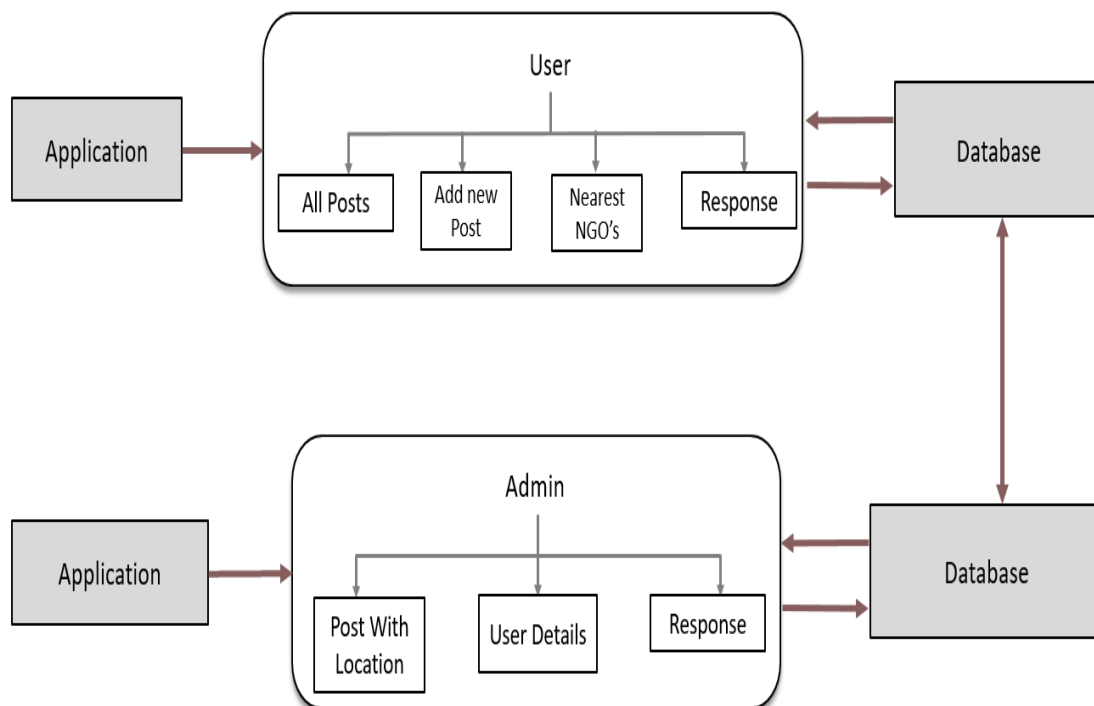 User
Application
Database
All Posts
Add new
Post
Nearest
NGO’s
Response
Admin
Application
Database
Post With
Location
User Details
Response